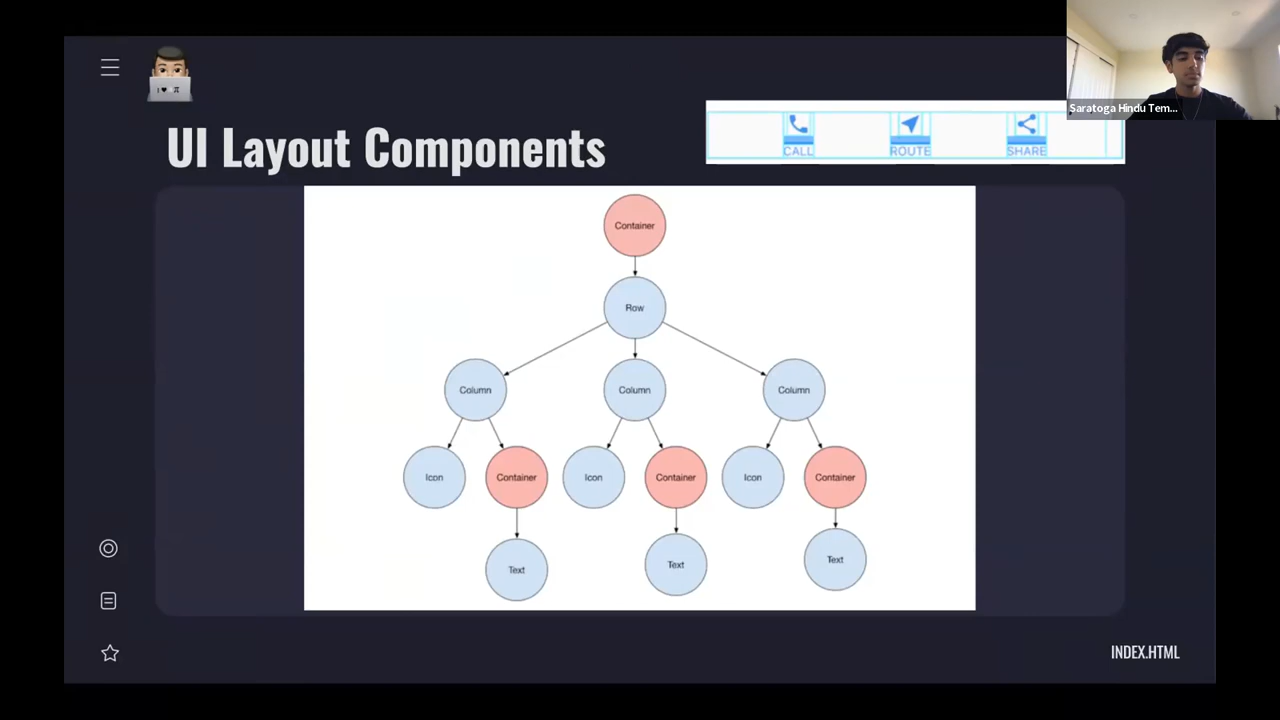 I ♥ π
Saratoga Hindu Tem...
UI Layout Components
CALL ROUTE SHARE
Container
Row
Column Column Column
Icon Container Icon Container Icon Container
Text Text Text
INDEX.HTML